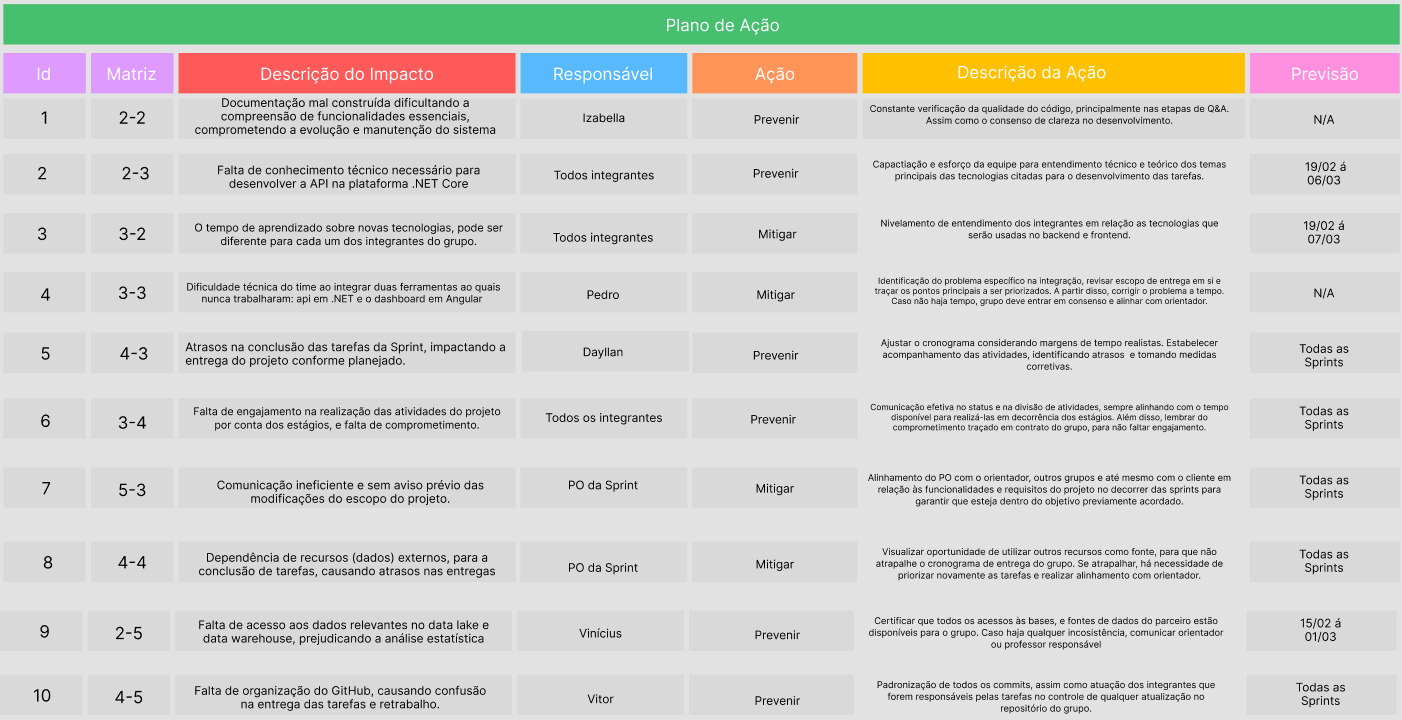 Plano de Ação
Id
Matriz
Descrição do Impacto
Responsável
Ação
Descrição da Ação
Previsão
1
2-2
Documentação mal construída dificultando a
compreensão de funcionalidades essenciais,
comprometendo a evolução e manutenção do sistema
Izabella
Prevenir
Constante verificação da qualidade do código, principalmente nas etapas de Q&A.
Assim como o consenso de clareza no desenvolvimento.
N/A
2
2-3
Falta de conhecimento técnico necessário para
desenvolver a API na plataforma .NET Core
Todos integrantes
Prevenir
Capactiação e esforço da equipe para entendimento técnico e teórico dos temas
principais das tecnologias citadas para o desenvolvimento das tarefas.
19/02 á
06/03
3
3-2
O tempo de aprendizado sobre novas tecnologias, pode ser
diferente para cada um dos integrantes do grupo.
Todos integrantes
Mitigar
Nivelamento de entendimento dos integrantes em relação as tecnologias que
serão usadas no backend e frontend.
19/02 á
07/03
4
3-3
Dificuldade técnica do time ao integrar duas ferramentas ao quais
nunca trabalharam: api em .NET e o dashboard em Angular
Pedro
Mitigar
Identificação do problema específico na integração, revisar escopo de entrega em si e
traçar os pontos principais a ser priorizados. A partir disso, corrigir o problema a tempo.
Caso não haja tempo, grupo deve entrar em consenso e alinhar com orientador.
N/A
5
4-3
Atrasos na conclusão das tarefas da Sprint, impactando a
entrega do projeto conforme planejado.
Dayllan
Prevenir
Ajustar o cronograma considerando margens de tempo realistas. Estabelecer
acompanhamento das atividades, identificando atrasos e tomando medidas
corretivas.
Todas as
Sprints
6
3-4
Falta de engajamento na realização das atividades do projeto
por conta dos estágios, e falta de comprometimento.
Todos os integrantes
Prevenir
Comunicação efetiva no status e na divisão de atividades, sempre alinhando com o tempo
disponível para realizá-las em decorrência dos estágios. Além disso, lembrar do
comprometimento traçado em contrato do grupo, para não faltar engajamento.
Todas as
Sprints
7
5-3
Comunicação ineficiente e sem aviso prévio das
modificações do escopo do projeto.
PO da Sprint
Mitigar
Alinhamento do PO com o orientador, outros grupos e até mesmo com o cliente em
relação às funcionalidades e requisitos do projeto no decorrer das sprints para
garantir que esteja dentro do objetivo previamente acordado.
Todas as
Sprints
8
4-4
Dependência de recursos (dados) externos, para a
conclusão de tarefas, causando atrasos nas entregas
PO da Sprint
Mitigar
Visualizar oportunidade de utilizar outros recursos como fonte, para que não
atrapalhe o cronograma de entrega do grupo. Se atrapalhar, há necessidade de
priorizar novamente as tarefas e realizar alinhamento com orientador.
Todas as
Sprints
9
2-5
Falta de acesso aos dados relevantes no data lake e
data warehouse, prejudicando a análise estatística
Vinícius
Prevenir
Certificar que todos os acessos às bases, e fontes de dados do parceiro estão
disponíveis para o grupo. Caso haja qualquer incosistência, comunicar orientador
ou professor responsável
15/02 á
01/03
10
4-5
Falta de organização do GitHub, causando confusão
na entrega das tarefas e retrabalho.
Vitor
Prevenir
Padronização de todos os commits, assim como atuação dos integrantes que
forem responsáveis pelas tarefas no controle de qualquer atualização no
repositório do grupo.
Todas as
Sprints